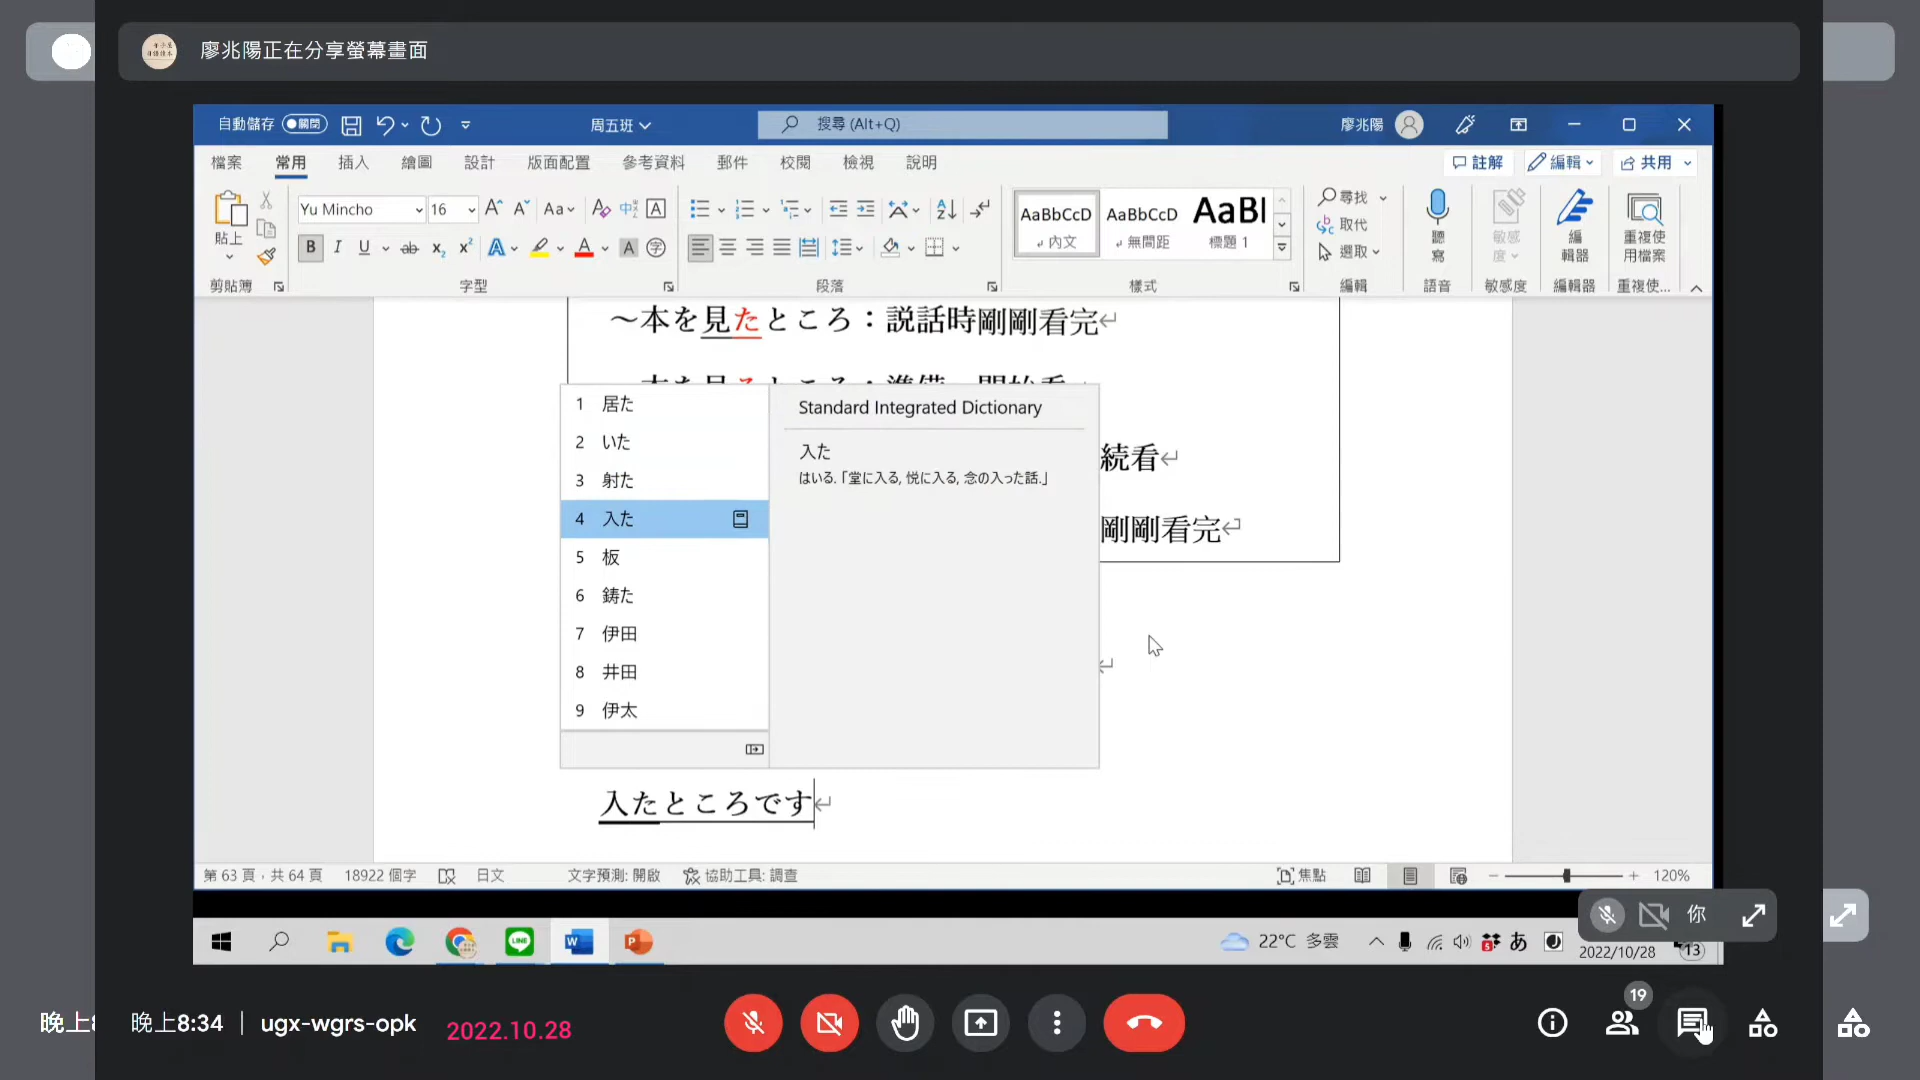 廖兆陽正在分享螢幕畫面
自動儲存 關閉 周五班 搜尋 (Alt+Q) 廖兆陽
檔案 常用 插入 繪圖 設計 版面配置 參考資料 郵件 校閱 檢視 說明 註解 編輯 共用
貼上 Yu Mincho 16 Aa A
B I U ab x₂ x² A A A 字
AaBbCcD AaBbCcD AaBl
內文 無間距 標題 1
尋找
取代
選取
聽寫 敏感度 編輯器 重複使用檔案
剪貼簿 字型 段落 樣式 編輯 語音 敏感度 編輯器 重複使...
～本を見たところ：説話時剛剛看完
続看
剛剛看完
1 居た
2 いた
3 射た
4 入た
5 板
6 鋳た
7 伊田
8 井田
9 伊太
Standard Integrated Dictionary
入た
はいる.「堂に入る, 悦に入る, 念の入った話.」
入たところです
第 63 頁，共 64 頁 18922 個字 日文 文字預測: 開啟 協助工具: 調查 焦點 120%
你
22°C 多雲 あ
2022/10/28 13
晚上8:34 | ugx-wgrs-opk 2022.10.28 19